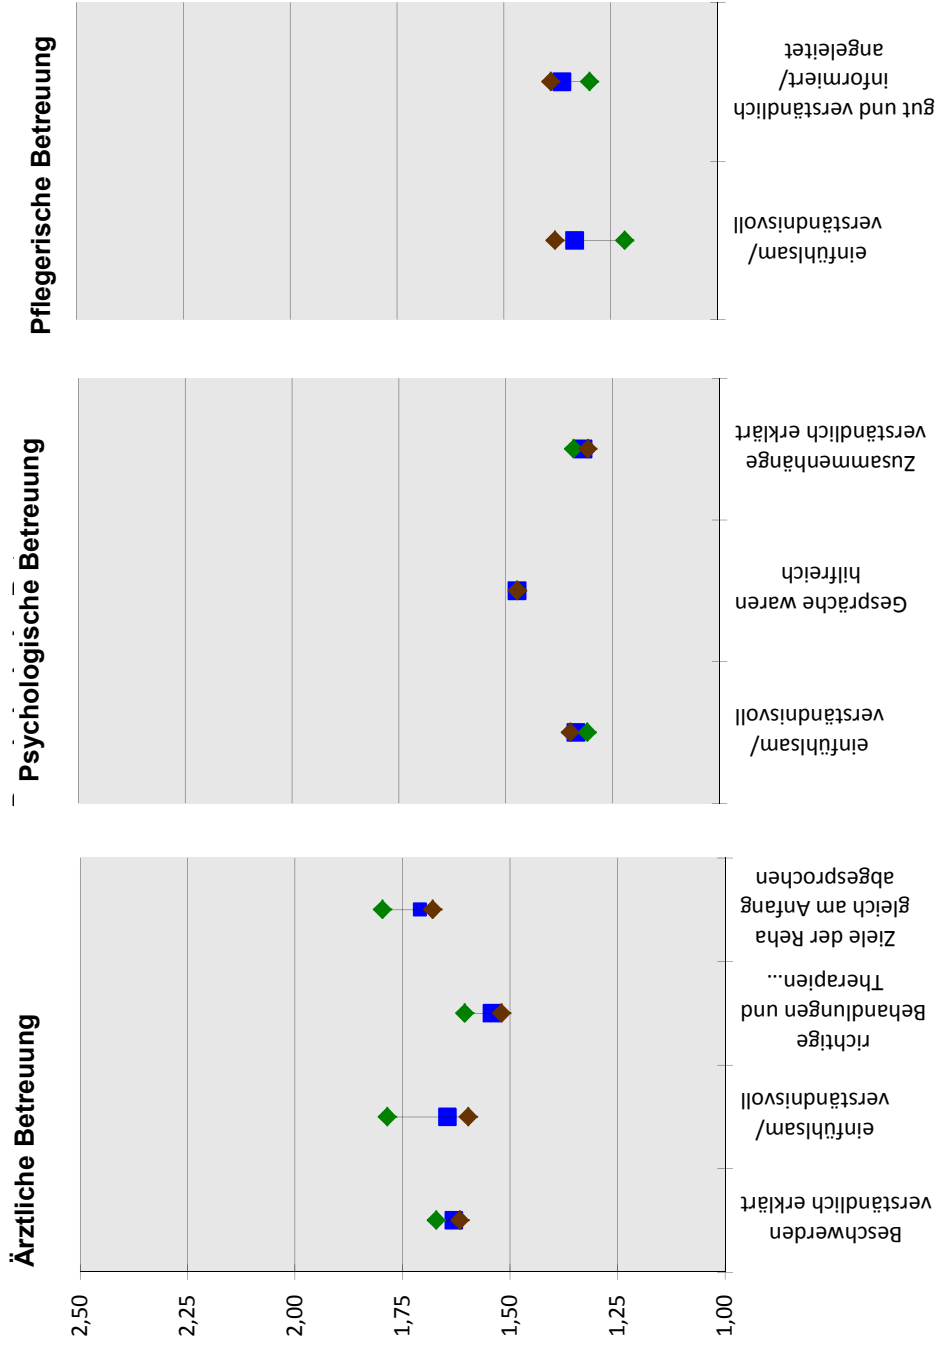 Ärztliche Betreuung
2,50
2,25
2,00
1,75
1,50
1,25
1,00
Beschwerden
verständlich erklärt
einfühlsam/
verständnisvoll
richtige
Behandlungen und
Therapien...
Ziele der Reha
gleich am Anfang
abgesprochen
Psychologische Betreuung
einfühlsam/
verständnisvoll
Gespräche waren
hilfreich
Zusammenhänge
verständlich erklärt
Pflegerische Betreuung
einfühlsam/
verständnisvoll
gut und verständlich
informiert/
angeleitet